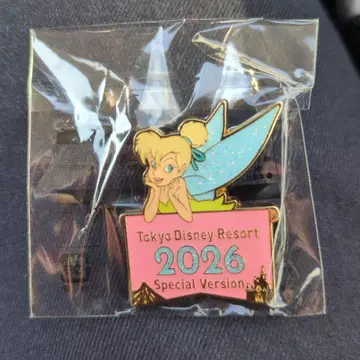 Tokyo Disney Resort
2026
Special Version